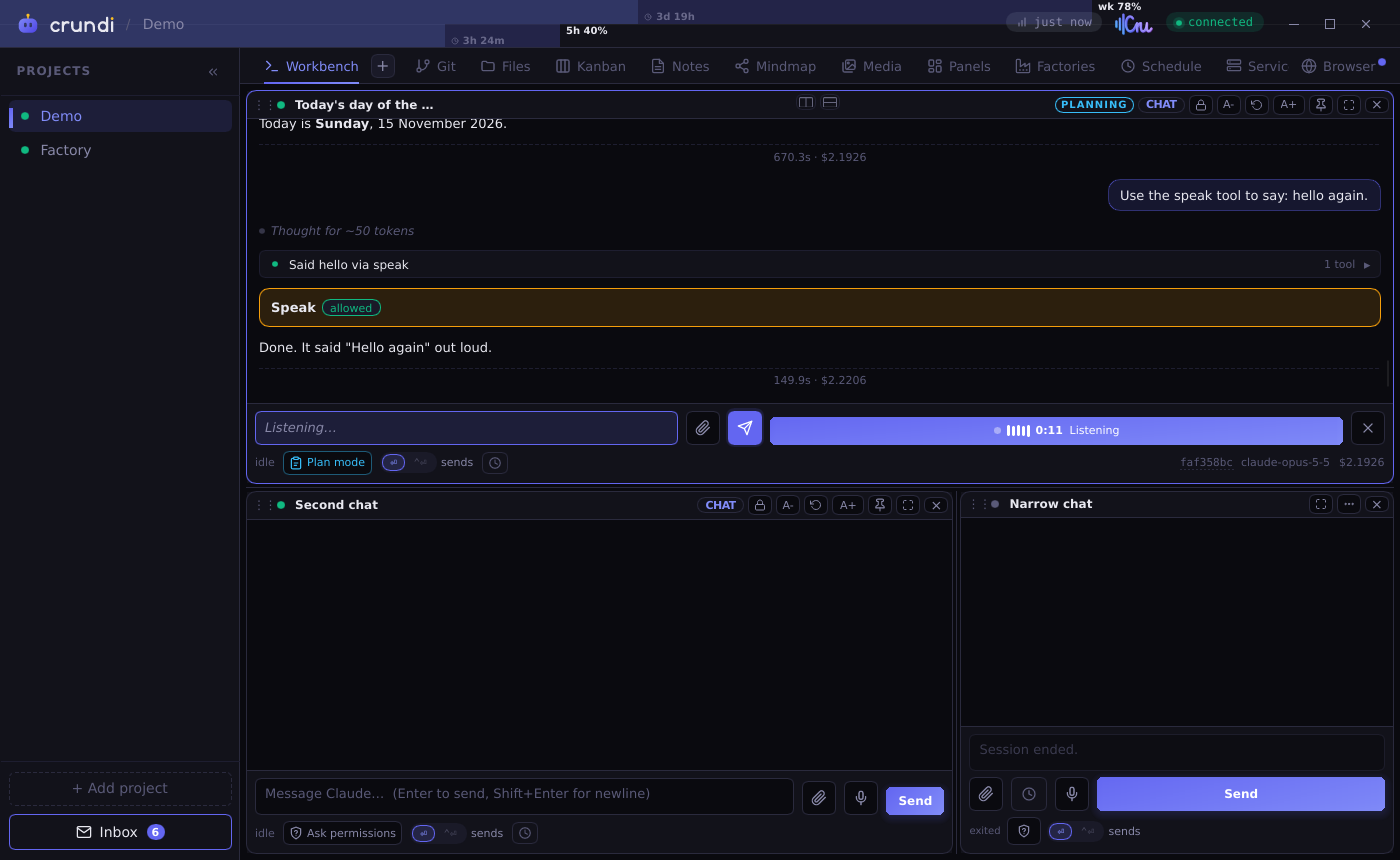 crundi / Demo
3d 19h
3h 24m
5h 40%
wk 78%
just now
Cru
connected
PROJECTS «
Demo
Factory
+ Add project
Inbox 6
Workbench + Git Files Kanban Notes Mindmap Media Panels Factories Schedule Servic Browser
Today's day of the … PLANNING CHAT A- A+
Today is Sunday, 15 November 2026.
670.3s · $2.1926
Use the speak tool to say: hello again.
Thought for ~50 tokens
Said hello via speak 1 tool ▸
Speak allowed
Done. It said "Hello again" out loud.
149.9s · $2.2206
Listening… 0:11 Listening
idle Plan mode ⏎ ^⏎ sends faf358bc claude-opus-5-5 $2.1926
Second chat CHAT A- A+
Message Claude… (Enter to send, Shift+Enter for newline) Send
idle Ask permissions ⏎ ^⏎ sends
Narrow chat
Session ended.
Send
exited ⏎ ^⏎ sends